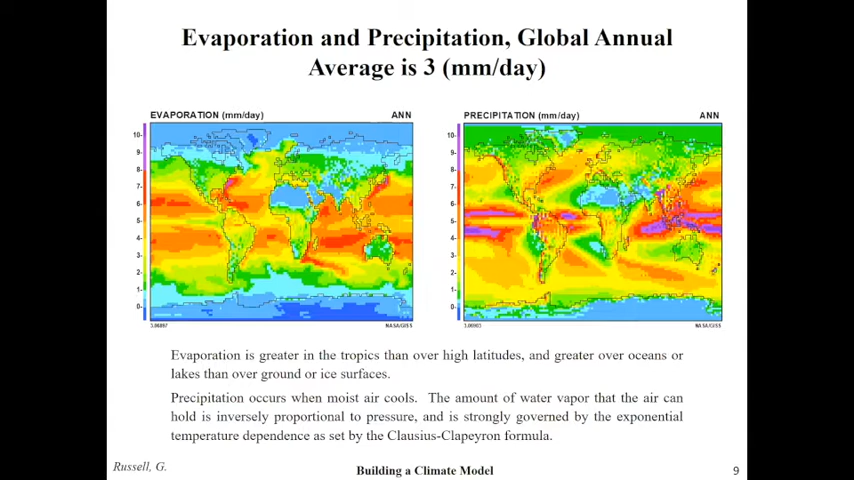 Evaporation and Precipitation, Global Annual
Average is 3 (mm/day)
EVAPORATION (mm/day) ANN
10-
9-
8-
7-
6-
5-
4-
3-
2-
1-
0-
NASA/GISS
PRECIPITATION (mm/day) ANN
10-
9-
8-
7-
6-
5-
4-
3-
2-
1-
0-
NASA/GISS
Evaporation is greater in the tropics than over high latitudes, and greater over oceans or
lakes than over ground or ice surfaces.
Precipitation occurs when moist air cools. The amount of water vapor that the air can
hold is inversely proportional to pressure, and is strongly governed by the exponential
temperature dependence as set by the Clausius-Clapeyron formula.
Russell, G.
Building a Climate Model
9